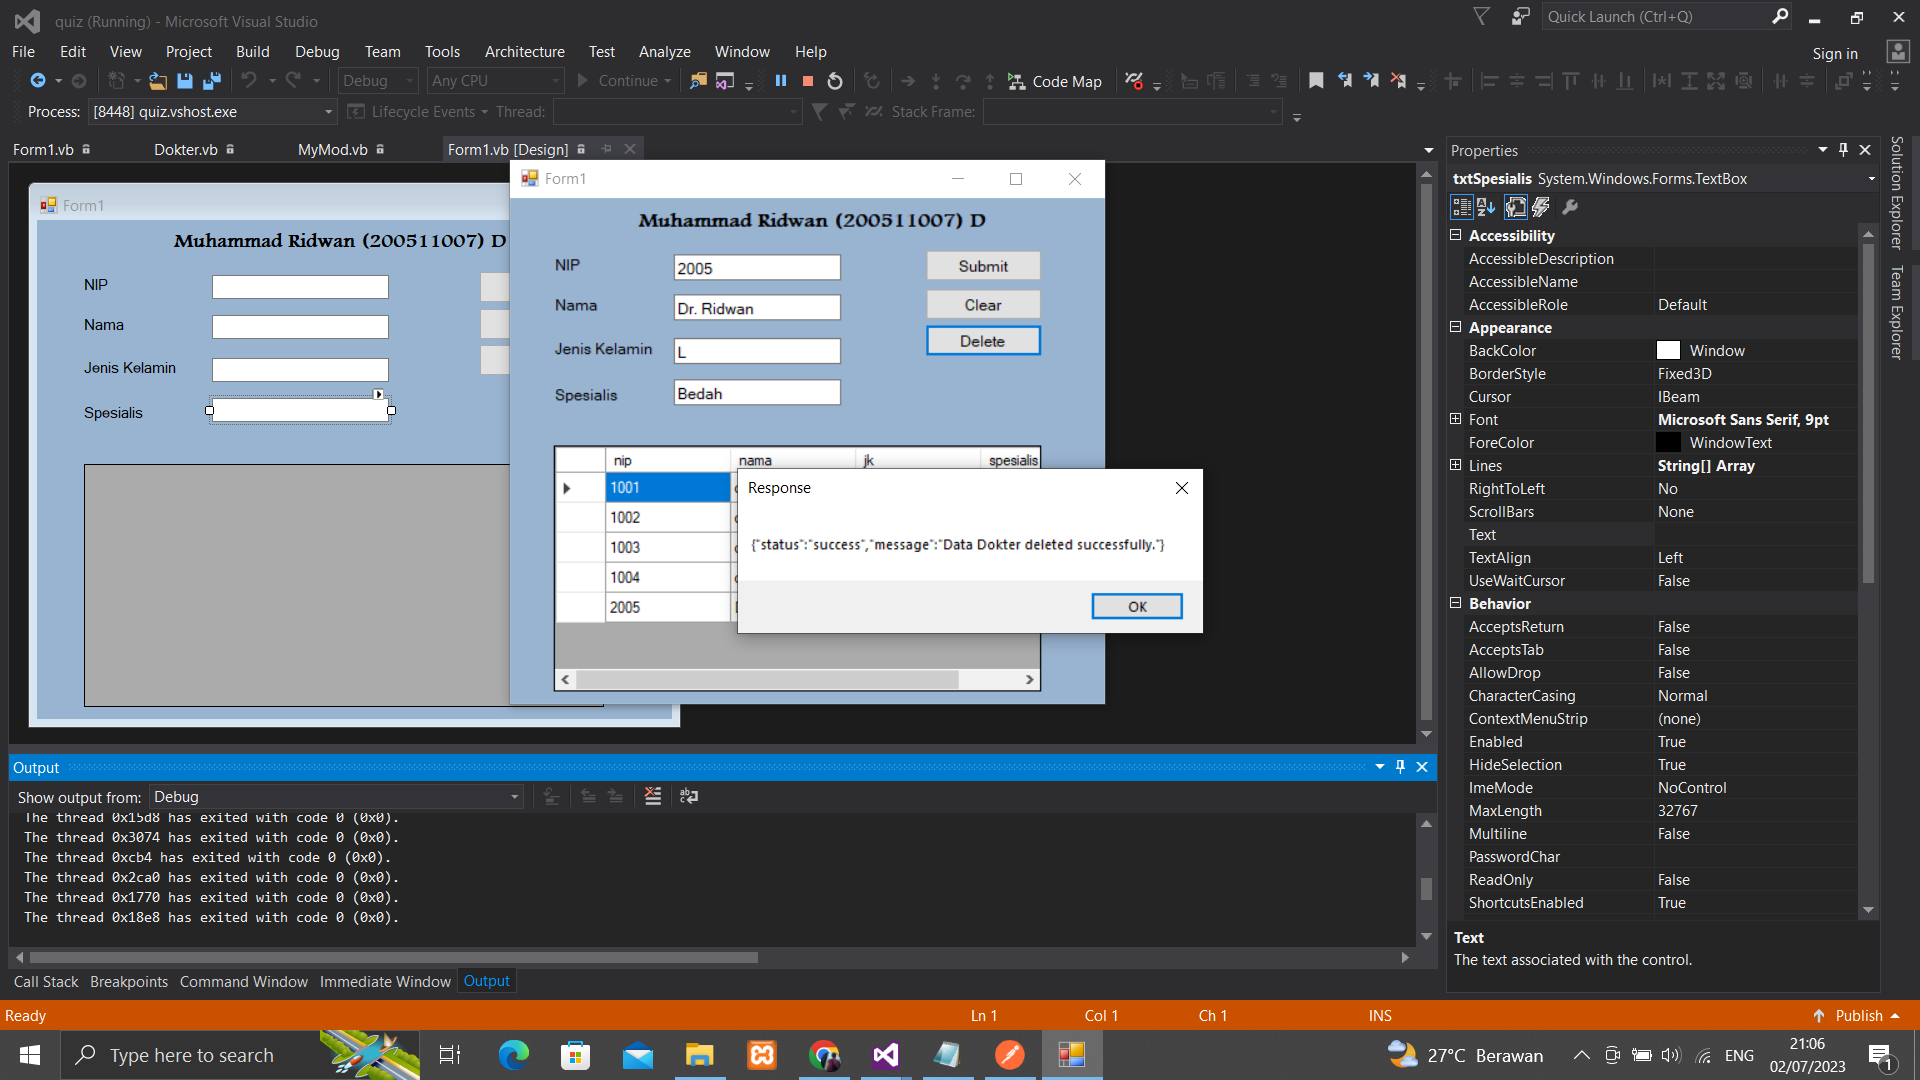 quiz (Running) - Microsoft Visual Studio
Quick Launch (Ctrl+Q)
File Edit View Project Build Debug Team Tools Architecture Test Analyze Window Help
Sign in
Debug Any CPU Continue Code Map
Process: [8448] quiz.vshost.exe Lifecycle Events Thread: Stack Frame:
Form1.vb Dokter.vb MyMod.vb Form1.vb [Design]
Form1
Muhammad Ridwan (200511007) D
NIP
Nama
Jenis Kelamin
Spesialis
Form1
Muhammad Ridwan (200511007) D
NIP 2005 Submit
Nama Dr. Ridwan Clear
Delete
Jenis Kelamin L
Spesialis Bedah
nip nama jk spesialis
1001
1002
1003
1004
2005
Response
{"status":"success","message":"Data Dokter deleted successfully."}
OK
Output
Show output from: Debug
The thread 0x15d8 has exited with code 0 (0x0).
The thread 0x3074 has exited with code 0 (0x0).
The thread 0xcb4 has exited with code 0 (0x0).
The thread 0x2ca0 has exited with code 0 (0x0).
The thread 0x1770 has exited with code 0 (0x0).
The thread 0x18e8 has exited with code 0 (0x0).
Call Stack Breakpoints Command Window Immediate Window Output
Properties
txtSpesialis System.Windows.Forms.TextBox
Accessibility
AccessibleDescription
AccessibleName
AccessibleRole Default
Appearance
BackColor Window
BorderStyle Fixed3D
Cursor IBeam
Font Microsoft Sans Serif, 9pt
ForeColor WindowText
Lines String[] Array
RightToLeft No
ScrollBars None
Text
TextAlign Left
UseWaitCursor False
Behavior
AcceptsReturn False
AcceptsTab False
AllowDrop False
CharacterCasing Normal
ContextMenuStrip (none)
Enabled True
HideSelection True
ImeMode NoControl
MaxLength 32767
Multiline False
PasswordChar
ReadOnly False
ShortcutsEnabled True
Text
The text associated with the control.
Solution Explorer
Team Explorer
Ready Ln 1 Col 1 Ch 1 INS Publish
Type here to search
27°C Berawan
ENG
21:06
02/07/2023
1